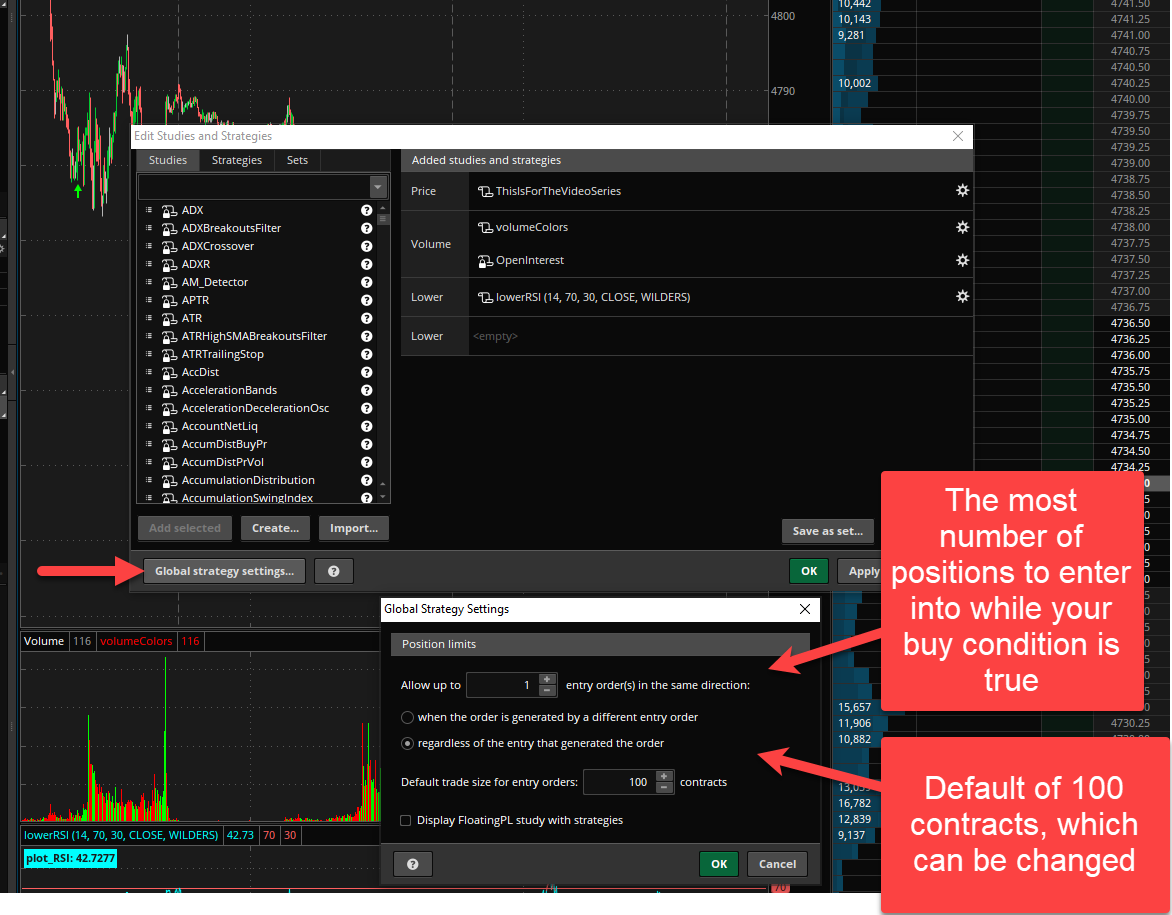 4800
4790
10,442
10,143
9,281
10,002
4741.50
4741.25
4741.00
4740.75
4740.50
4740.25
4740.00
4739.75
4739.50
4739.25
4739.00
4738.75
4738.50
4738.25
4738.00
4737.75
4737.50
4737.25
4737.00
4736.75
4736.50
4736.25
4736.00
4735.75
4735.50
4735.25
4735.00
4734.75
4734.50
4734.25
Edit Studies and Strategies
Studies Strategies Sets
ADX
ADXBreakoutsFilter
ADXCrossover
ADXR
AM_Detector
APTR
ATR
ATRHighSMABreakoutsFilter
ATRTrailingStop
AccDist
AccelerationBands
AccelerationDecelerationOsc
AccountNetLiq
AccumDistBuyPr
AccumDistPrVol
AccumulationDistribution
AccumulationSwingIndex
Add selected Create... Import...
Added studies and strategies
Price ThisIsForTheVideoSeries
Volume
volumeColors
OpenInterest
Lower lowerRSI (14, 70, 30, CLOSE, WILDERS)
Lower <empty>
Save as set...
Global strategy settings... ?
OK Apply
The most
number of
positions to enter
into while your
buy condition is
true
Global Strategy Settings
Position limits
Allow up to 1 entry order(s) in the same direction:
when the order is generated by a different entry order
regardless of the entry that generated the order
Default trade size for entry orders: 100 contracts
Display FloatingPL study with strategies
? OK Cancel
Volume 116 volumeColors 116
15,657
11,906
10,882
4730.25
Default of 100
contracts, which
can be changed
16,782
12,839
9,137
lowerRSI (14, 70, 30, CLOSE, WILDERS) 42.73 70 30
plot_RSI: 42.7277
70